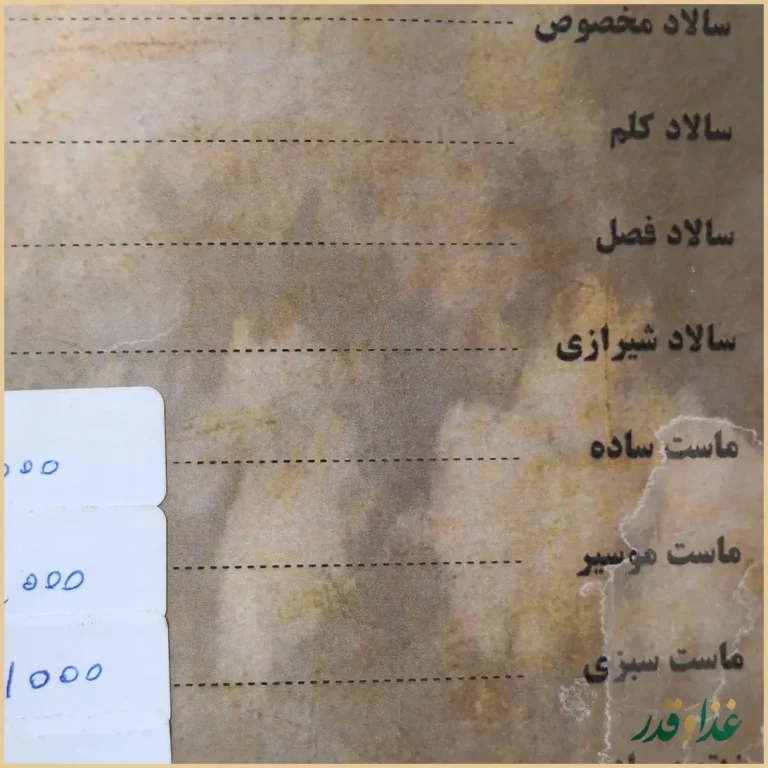 سالاد مخصوص
سالاد کلم
سالاد فصل
سالاد شیرازی
ماست ساده
000
ماست موسیر
000
ماست سبزی
1000
غذا و قدر